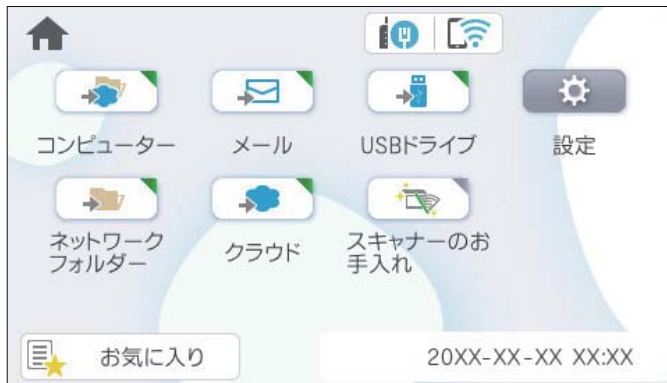 コンピューター
メール
USBドライブ
設定
ネットワーク
フォルダー
クラウド
スキャナーのお
手入れ
お気に入り
20XX-XX-XX XX:XX